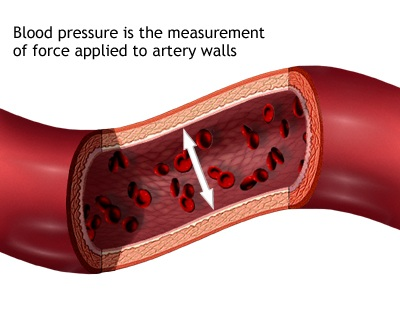 Blood pressure is the measurement
of force applied to artery walls